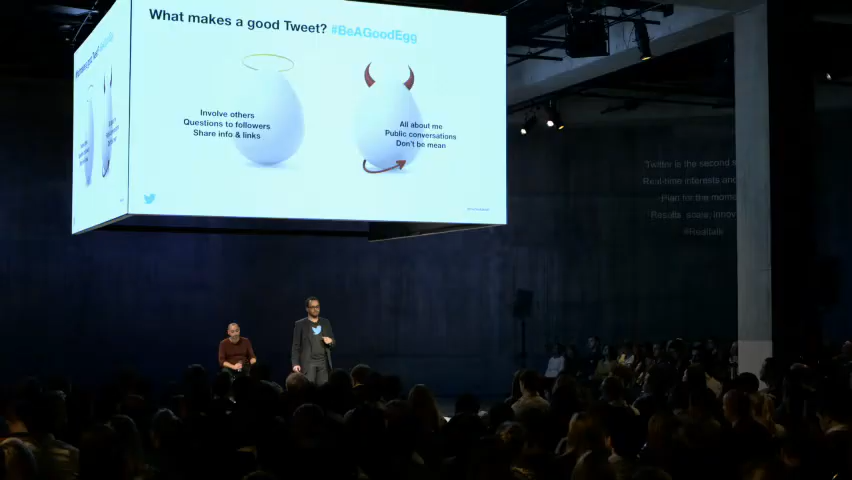 What makes a good Tweet? #BeAGoodEgg
Involve others
Questions to followers
Share info & links
All about me
Public conversations
Don't be mean
Twitter is the second s
Real-time interests and
Plan for the mome
Results: scale, innov
#Realtalk